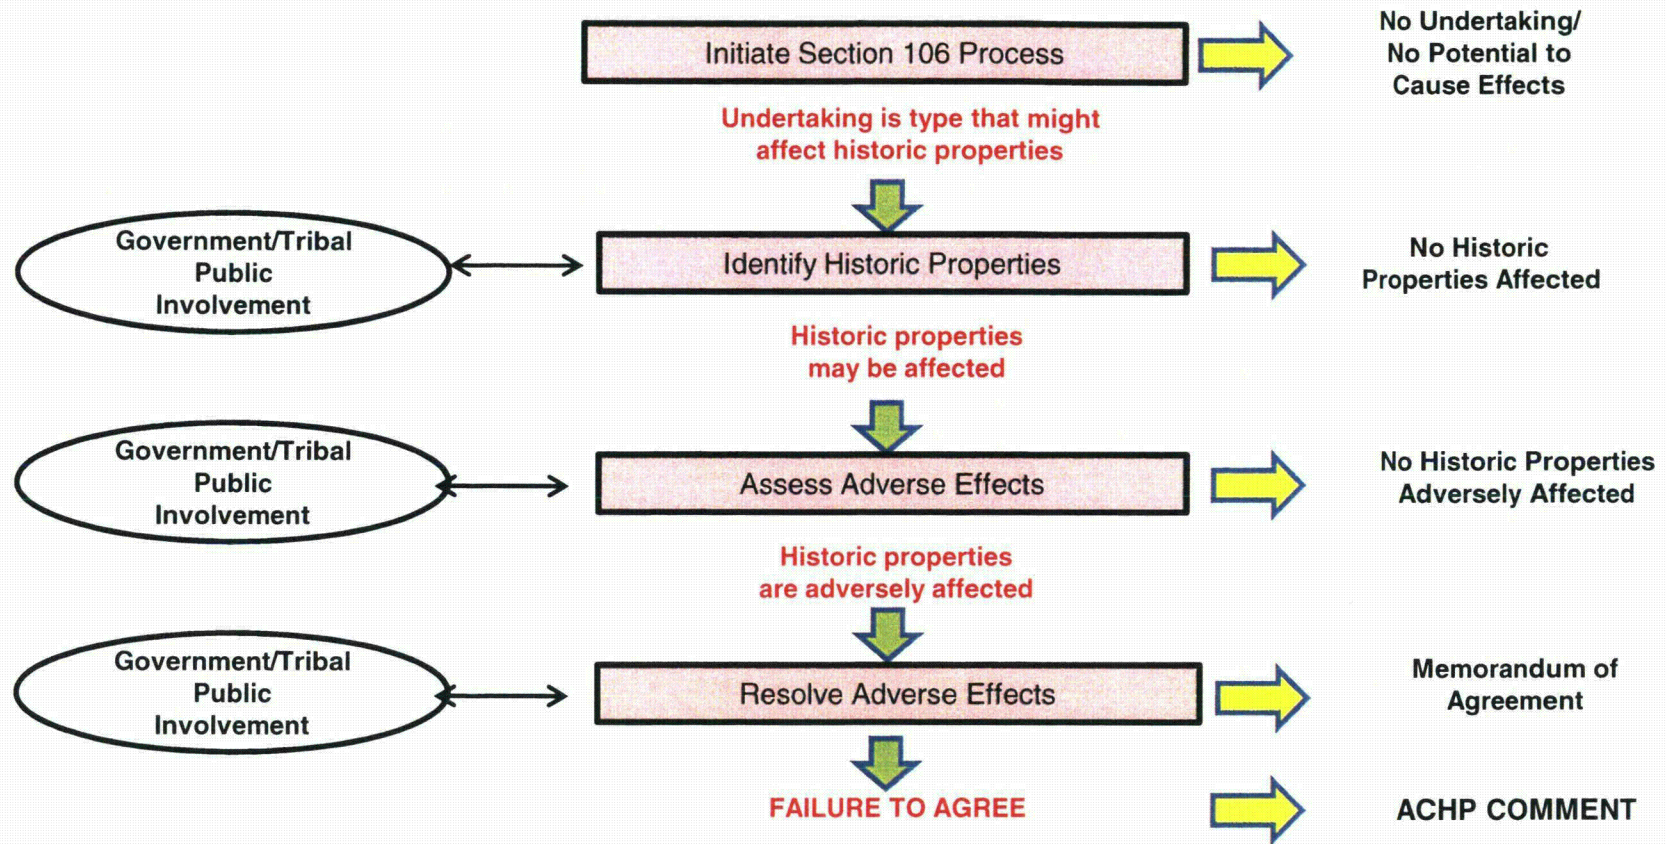 Initiate Section 106 Process
No Undertaking/
No Potential to
Cause Effects
Undertaking is type that might
affect historic properties
Government/Tribal
Public
Involvement
Identify Historic Properties
No Historic
Properties Affected
Historic properties
may be affected
Government/Tribal
Public
Involvement
Assess Adverse Effects
No Historic Properties
Adversely Affected
Historic properties
are adversely affected
Government/Tribal
Public
Involvement
Resolve Adverse Effects
Memorandum of
Agreement
FAILURE TO AGREE
ACHP COMMENT